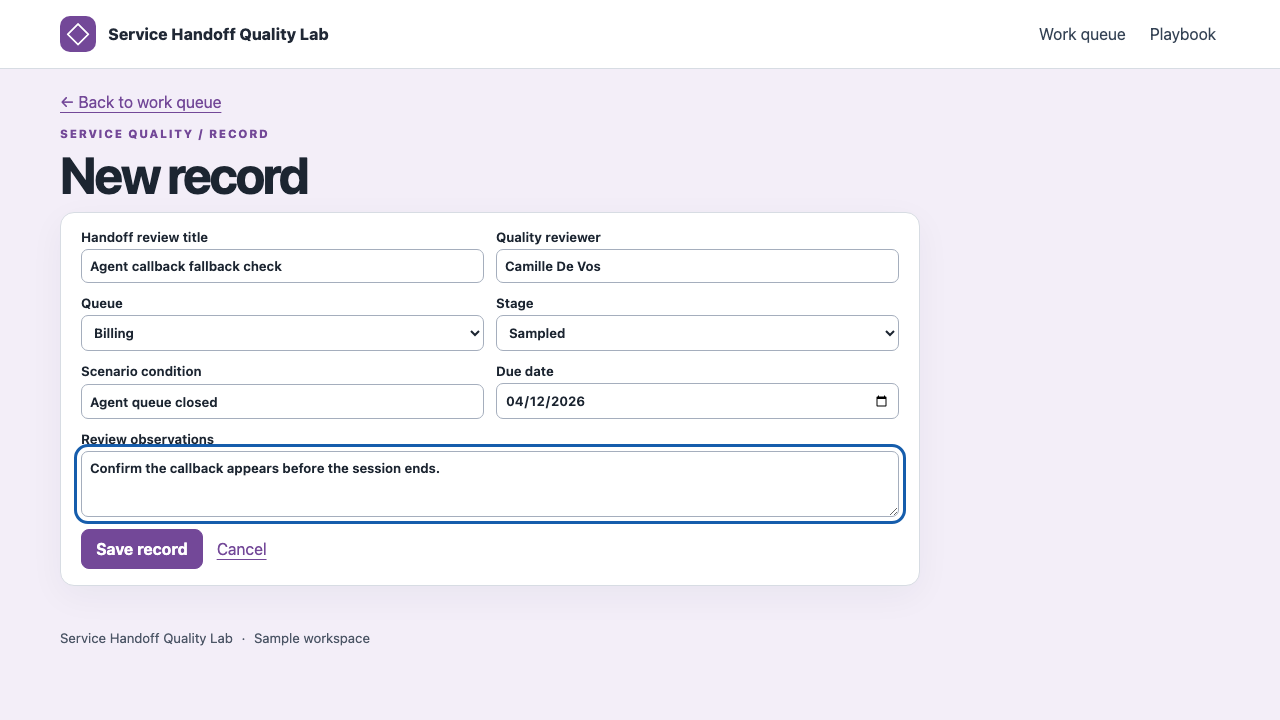 Service Handoff Quality Lab
Work queue
Playbook
← Back to work queue
SERVICE QUALITY / RECORD
New record
Handoff review title
Quality reviewer
Agent callback fallback check
Camille De Vos
Queue
Stage
Billing
Sampled
Scenario condition
Due date
Agent queue closed
04/12/2026
Review observations
Confirm the callback appears before the session ends.
Save record
Cancel
Service Handoff Quality Lab · Sample workspace